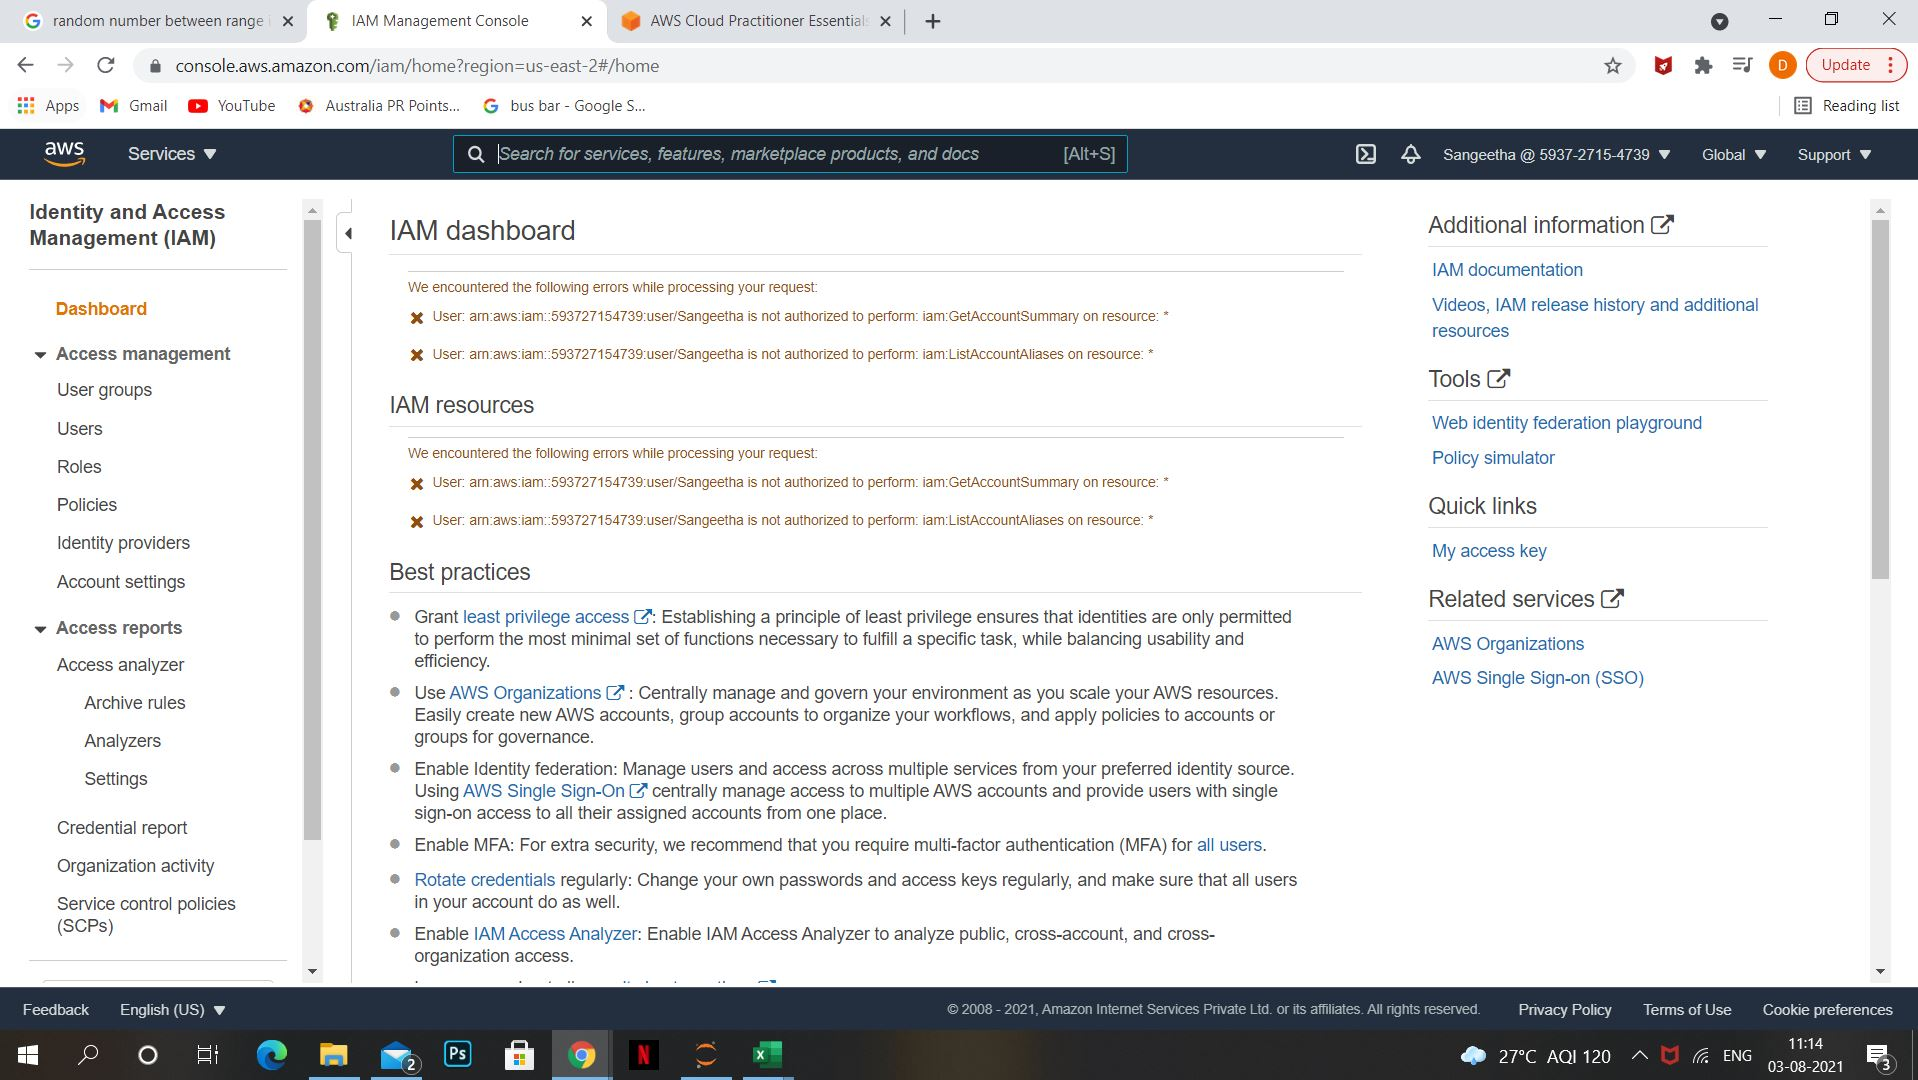 random number between range i
IAM Management Console
AWS Cloud Practitioner Essentials
console.aws.amazon.com/iam/home?region=us-east-2#/home
D
Update
Apps
Gmail
YouTube
Australia PR Points...
bus bar - Google S...
Reading list
aws
Services
Search for services, features, marketplace products, and docs
[Alt+S]
Sangeetha @ 5937-2715-4739
Global
Support
Identity and Access
Management (IAM)
Dashboard
Access management
User groups
Users
Roles
Policies
Identity providers
Account settings
Access reports
Access analyzer
Archive rules
Analyzers
Settings
Credential report
Organization activity
Service control policies
(SCPs)
IAM dashboard
We encountered the following errors while processing your request:
User: arn:aws:iam::593727154739:user/Sangeetha is not authorized to perform: iam:GetAccountSummary on resource: *
User: arn:aws:iam::593727154739:user/Sangeetha is not authorized to perform: iam:ListAccountAliases on resource: *
IAM resources
We encountered the following errors while processing your request:
User: arn:aws:iam::593727154739:user/Sangeetha is not authorized to perform: iam:GetAccountSummary on resource: *
User: arn:aws:iam::593727154739:user/Sangeetha is not authorized to perform: iam:ListAccountAliases on resource: *
Best practices
Grant least privilege access : Establishing a principle of least privilege ensures that identities are only permitted
to perform the most minimal set of functions necessary to fulfill a specific task, while balancing usability and
efficiency.
Use AWS Organizations : Centrally manage and govern your environment as you scale your AWS resources.
Easily create new AWS accounts, group accounts to organize your workflows, and apply policies to accounts or
groups for governance.
Enable Identity federation: Manage users and access across multiple services from your preferred identity source.
Using AWS Single Sign-On centrally manage access to multiple AWS accounts and provide users with single
sign-on access to all their assigned accounts from one place.
Enable MFA: For extra security, we recommend that you require multi-factor authentication (MFA) for all users.
Rotate credentials regularly: Change your own passwords and access keys regularly, and make sure that all users
in your account do as well.
Enable IAM Access Analyzer: Enable IAM Access Analyzer to analyze public, cross-account, and cross-
organization access.
Additional information
IAM documentation
Videos, IAM release history and additional
resources
Tools
Web identity federation playground
Policy simulator
Quick links
My access key
Related services
AWS Organizations
AWS Single Sign-on (SSO)
Feedback
English (US)
© 2008 - 2021, Amazon Internet Services Private Ltd. or its affiliates. All rights reserved.
Privacy Policy
Terms of Use
Cookie preferences
2
Ps
N
X
27°C AQI 120
ENG
11:14
03-08-2021
3